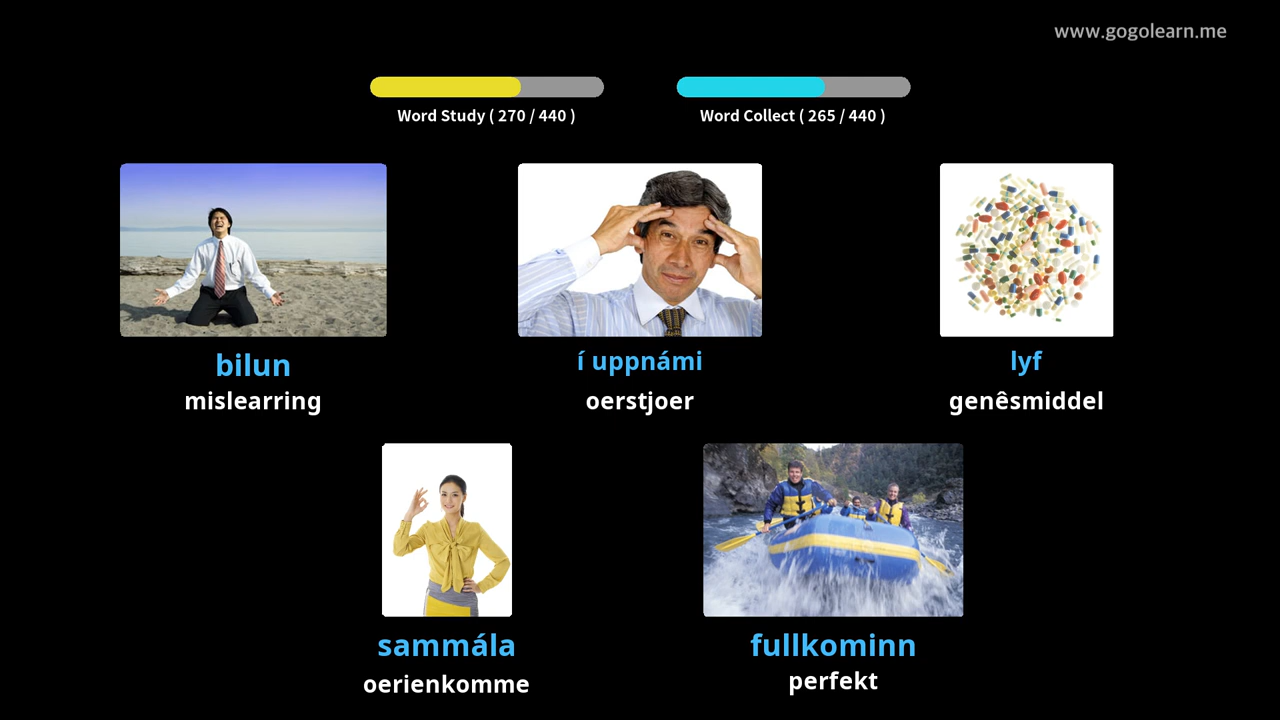 www.gogolearn.me
Word Study ( 270 / 440 )
Word Collect ( 265 / 440 )
bilun
mislearring
í uppnámi
oerstjoer
lyf
genêsmiddel
sammála
oerienkomme
fullkominn
perfekt